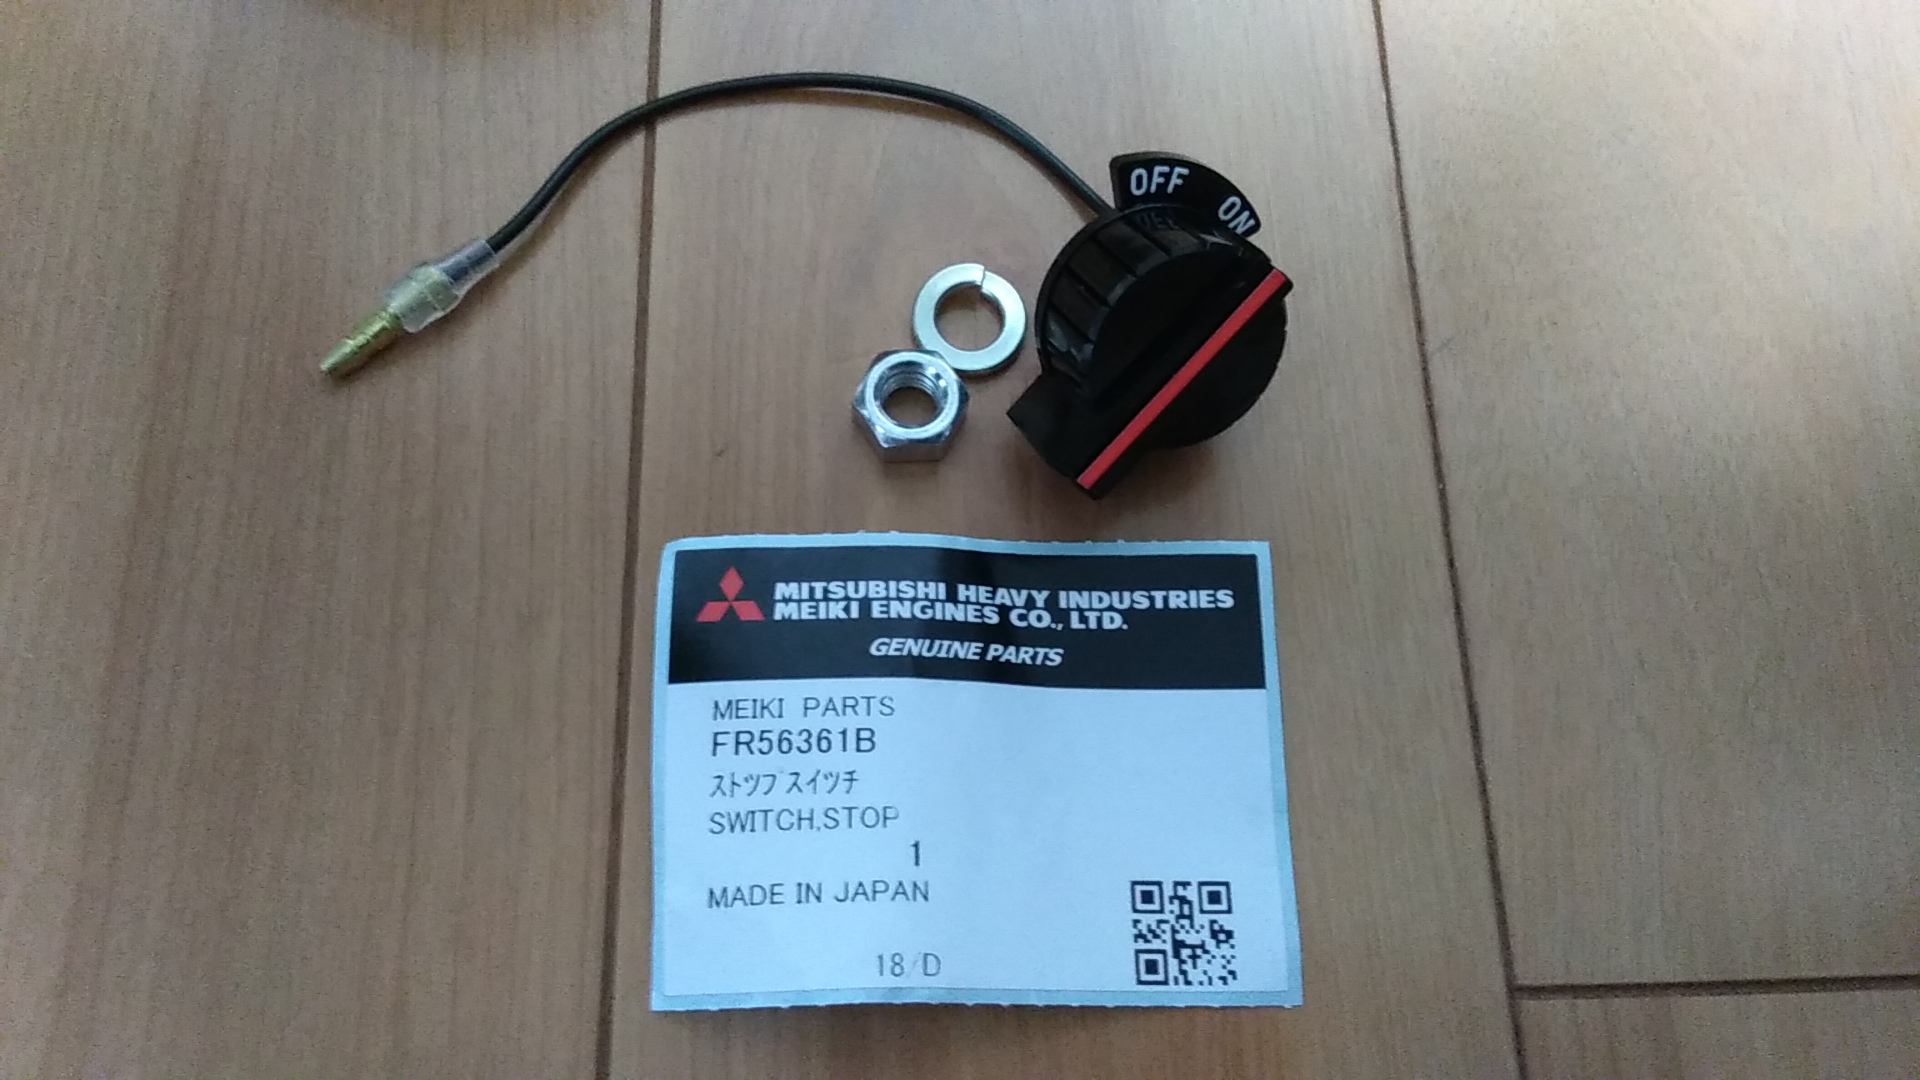 OFF
ON
MITSUBISHI HEAVY INDUSTRIES
MEIKI ENGINES CO., LTD.
GENUINE PARTS
MEIKI PARTS
FR56361B
ストツプスイツチ
SWITCH,STOP
1
MADE IN JAPAN
18/D